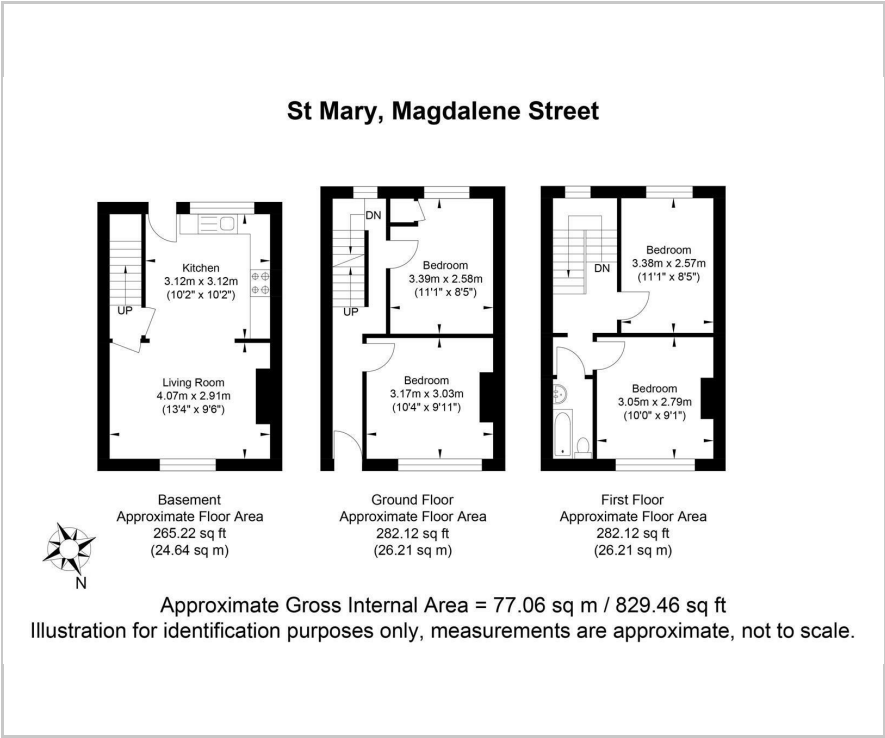 St Mary, Magdalene Street
Kitchen
3.12m x 3.12m
(10'2" x 10'2")
UP
Living Room
4.07m x 2.91m
(13'4" x 9'6")
DN
Bedroom
3.39m x 2.58m
(11'1" x 8'5")
UP
Bedroom
3.17m x 3.03m
(10'4" x 9'11")
Bedroom
3.38m x 2.57m
(11'1" x 8'5")
DN
Bedroom
3.05m x 2.79m
(10'0" x 9'1")
Basement
Approximate Floor Area
265.22 sq ft
(24.64 sq m)
Ground Floor
Approximate Floor Area
282.12 sq ft
(26.21 sq m)
First Floor
Approximate Floor Area
282.12 sq ft
(26.21 sq m)
N
Approximate Gross Internal Area = 77.06 sq m / 829.46 sq ft
Illustration for identification purposes only, measurements are approximate, not to scale.